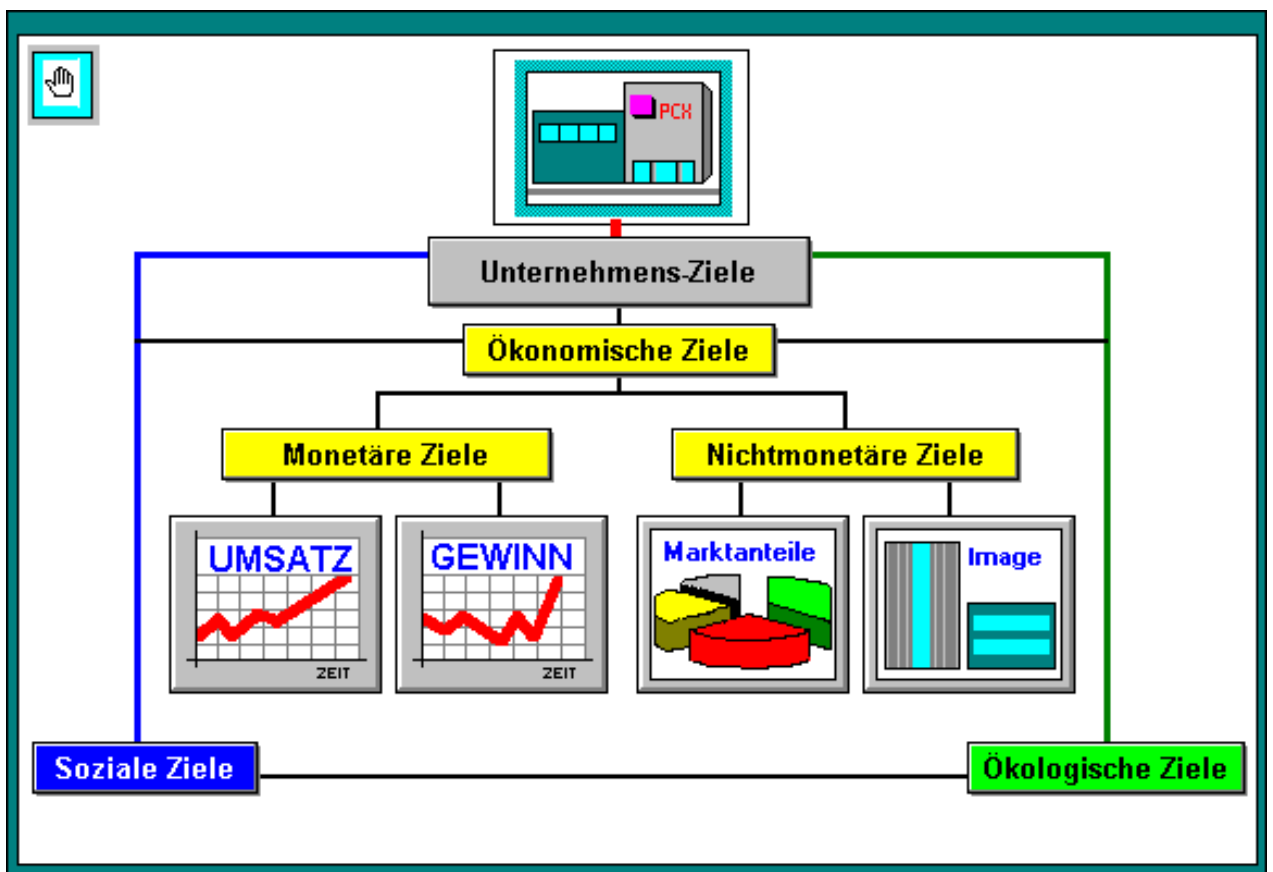 PCX
Unternehmens-Ziele
Ökonomische Ziele
Monetäre Ziele
Nichtmonetäre Ziele
UMSATZ
ZEIT
GEWINN
ZEIT
Marktanteile
Image
Soziale Ziele
Ökologische Ziele